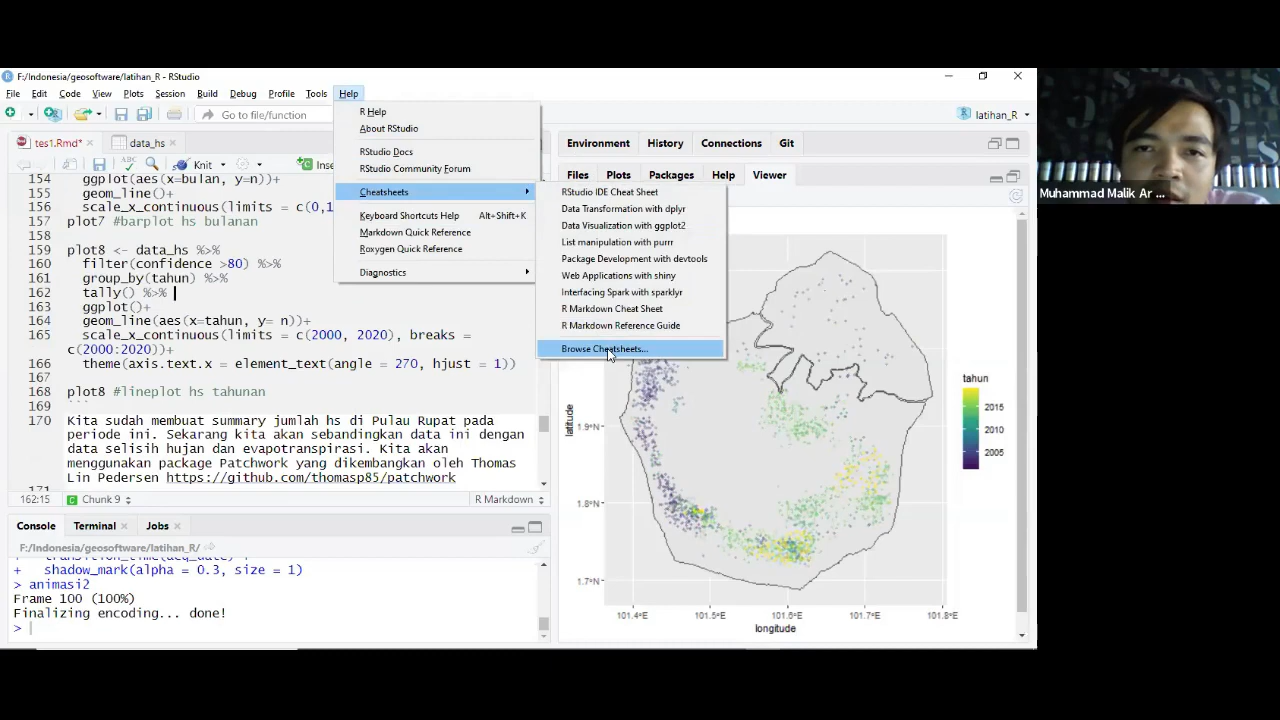 F:/Indonesia/geosoftware/latihan_R - RStudio
File Edit Code View Plots Session Build Debug Profile Tools Help
Go to file/function
latihan_R
tes1.Rmd*
data_hs
Knit
Inse
154 ggplot(aes(x=bulan, y=n))+
155 geom_line()+
156 scale_x_continuous(limits = c(0,1
157 plot7 #barplot hs bulanan
158
159 plot8 <- data_hs %>%
160 filter(confidence >80) %>%
161 group_by(tahun) %>%
162 tally() %>%
163 ggplot()+
164 geom_line(aes(x=tahun, y= n))+
165 scale_x_continuous(limits = c(2000, 2020), breaks =
c(2000:2020))+
166 theme(axis.text.x = element_text(angle = 270, hjust = 1))
167
168 plot8 #lineplot hs tahunan
169 ```
170 Kita sudah membuat summary jumlah hs di Pulau Rupat pada
periode ini. Sekarang kita akan sebandingkan data ini dengan
data selisih hujan dan evapotranspirasi. Kita akan
menggunakan package Patchwork yang dikembangkan oleh Thomas
Lin Pedersen https://github.com/thomasp85/patchwork
171
162:15
Chunk 9
R Markdown
Console Terminal Jobs
F:/Indonesia/geosoftware/latihan_R/
+ shadow_mark(alpha = 0.3, size = 1)
> animasi2
Frame 100 (100%)
Finalizing encoding... done!
>
R Help
About RStudio
RStudio Docs
RStudio Community Forum
Cheatsheets
Keyboard Shortcuts Help Alt+Shift+K
Markdown Quick Reference
Roxygen Quick Reference
Diagnostics
RStudio IDE Cheat Sheet
Data Transformation with dplyr
Data Visualization with ggplot2
List manipulation with purrr
Package Development with devtools
Web Applications with shiny
Interfacing Spark with sparklyr
R Markdown Cheat Sheet
R Markdown Reference Guide
Browse Cheatsheets...
Environment History Connections Git
Files Plots Packages Help Viewer
latitude
1.9°N
1.8°N
1.7°N
101.4°E 101.5°E 101.6°E 101.7°E 101.8°E
longitude
tahun
2015
2010
2005
Muhammad Malik Ar ...